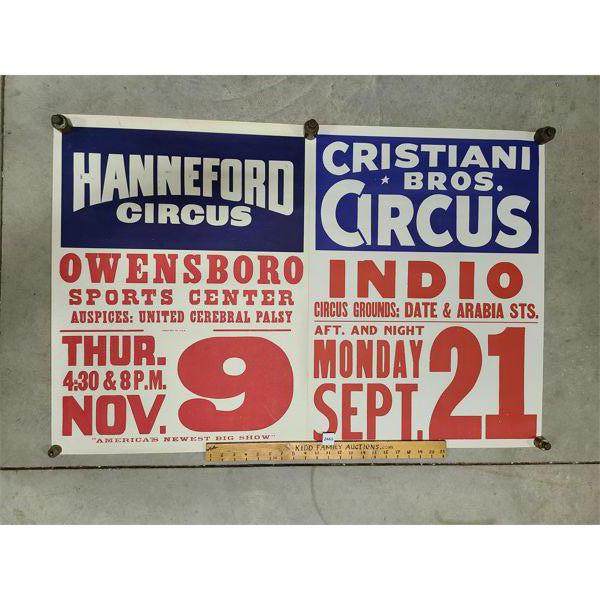 HANNEFORD
CIRCUS
OWENSBORO
SPORTS CENTER
AUSPICES: UNITED CEREBRAL PALSY
THUR.
4:30 & 8 P.M.
NOV. 9
"AMERICA'S NEWEST BIG SHOW"
CRISTIANI
BROS.
CIRCUS
INDIO
CIRCUS GROUNDS: DATE & ARABIA STS.
AFT. AND NIGHT
MONDAY
SEPT. 21
KIDD FAMILY AUCTIONS.com